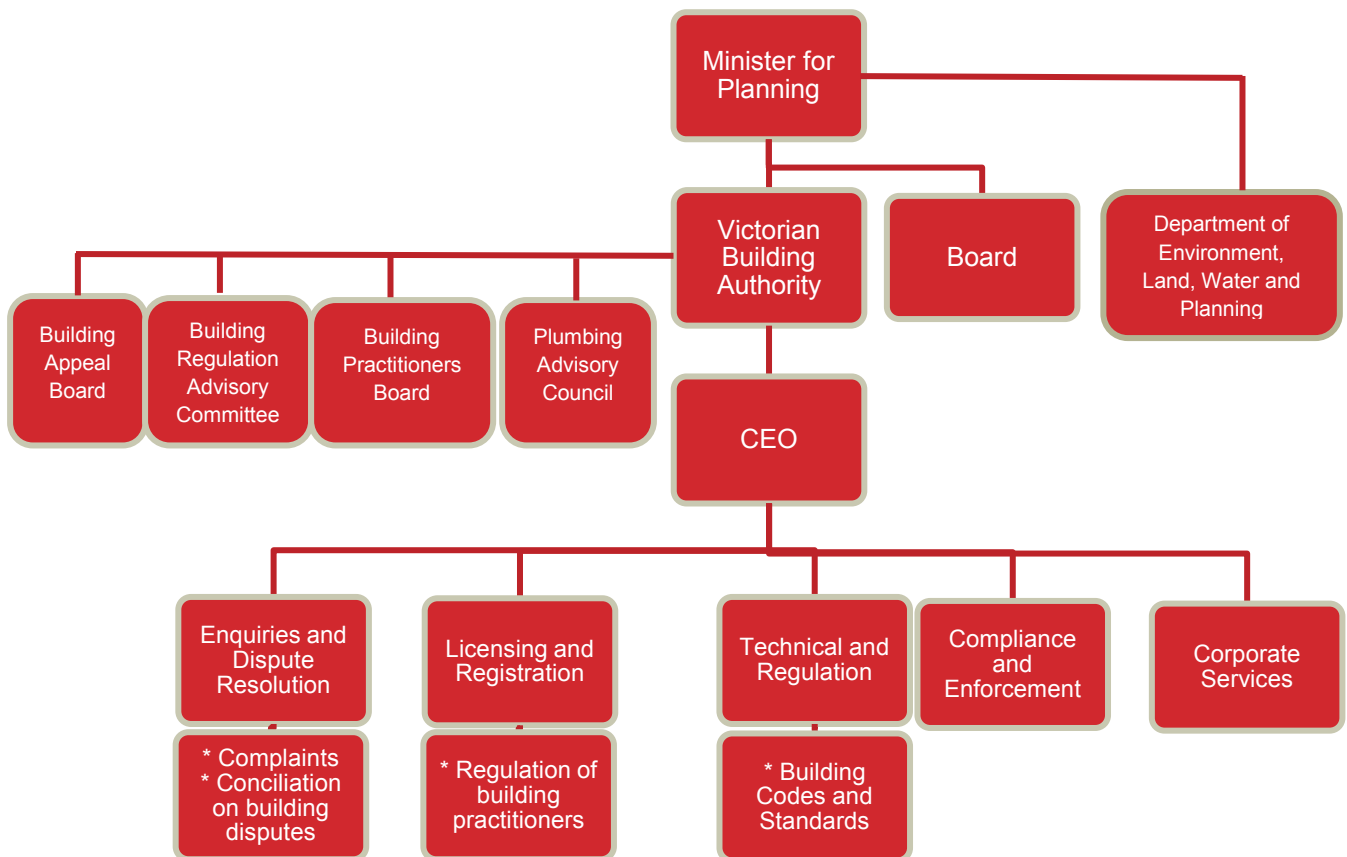 Minister for
Planning
Victorian
Building
Authority
Board
Department of
Environment,
Land, Water and
Planning
Building
Appeal
Board
Building
Regulation
Advisory
Committee
Building
Practitioners
Board
Plumbing
Advisory
Council
CEO
Enquiries and
Dispute
Resolution
Licensing and
Registration
Technical and
Regulation
Compliance
and
Enforcement
Corporate
Services
* Complaints
* Conciliation
on building
disputes
* Regulation of
building
practitioners
* Building
Codes and
Standards